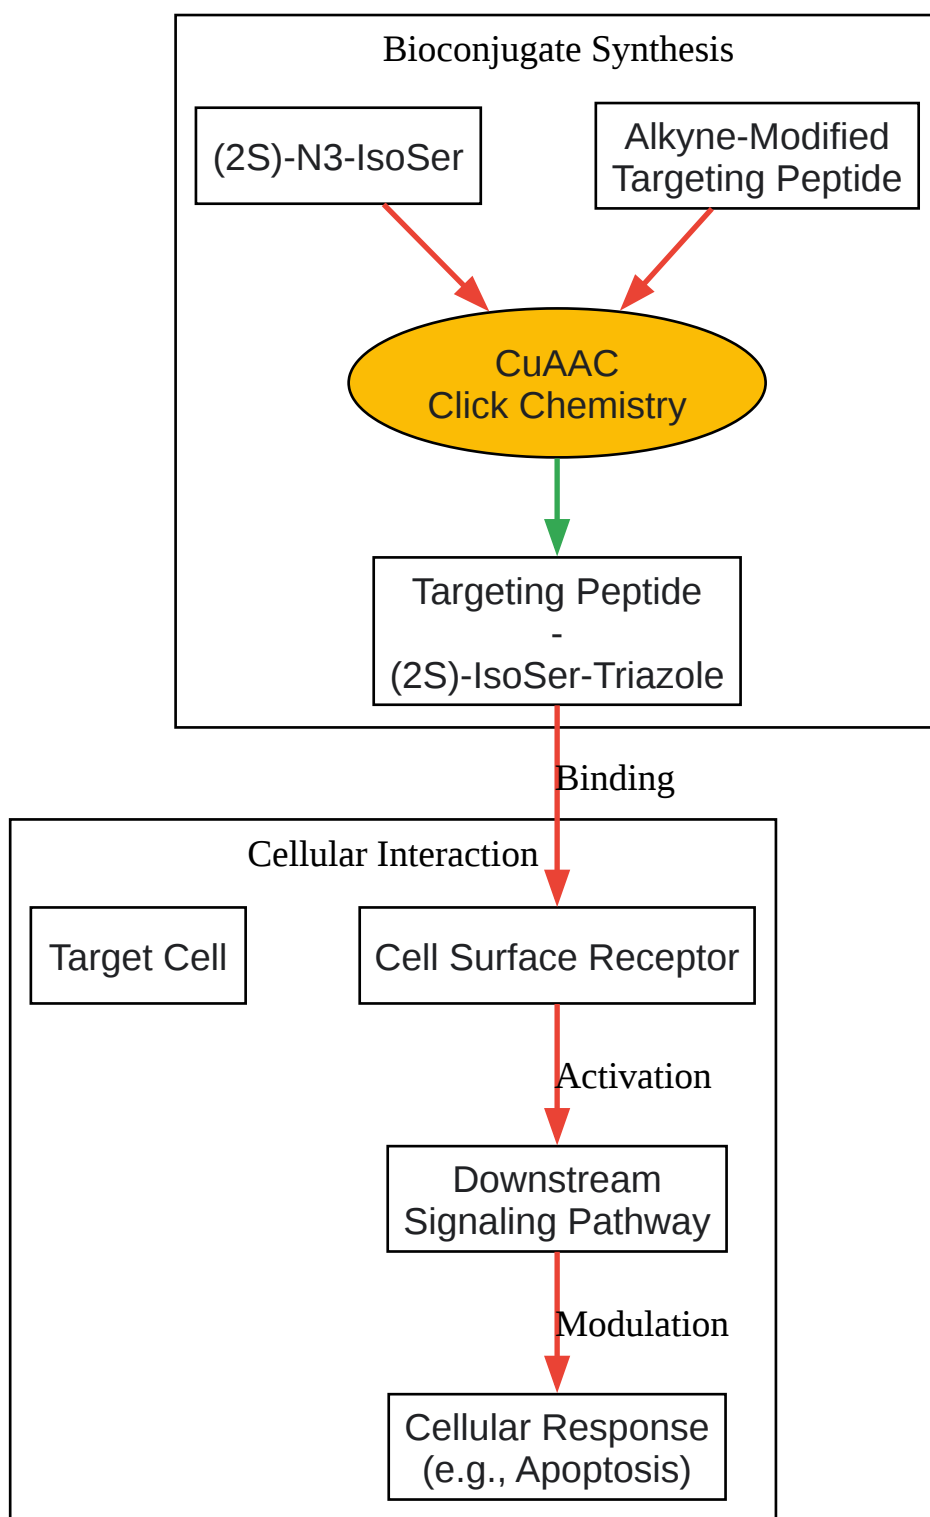 Bioconjugate Synthesis
(2S)-N3-IsoSer
Alkyne-Modified
Targeting Peptide
CuAAC
Click Chemistry
Targeting Peptide
-
(2S)-IsoSer-Triazole
Binding
Cellular Interaction
Target Cell
Cell Surface Receptor
Activation
Downstream
Signaling Pathway
Modulation
Cellular Response
(e.g., Apoptosis)